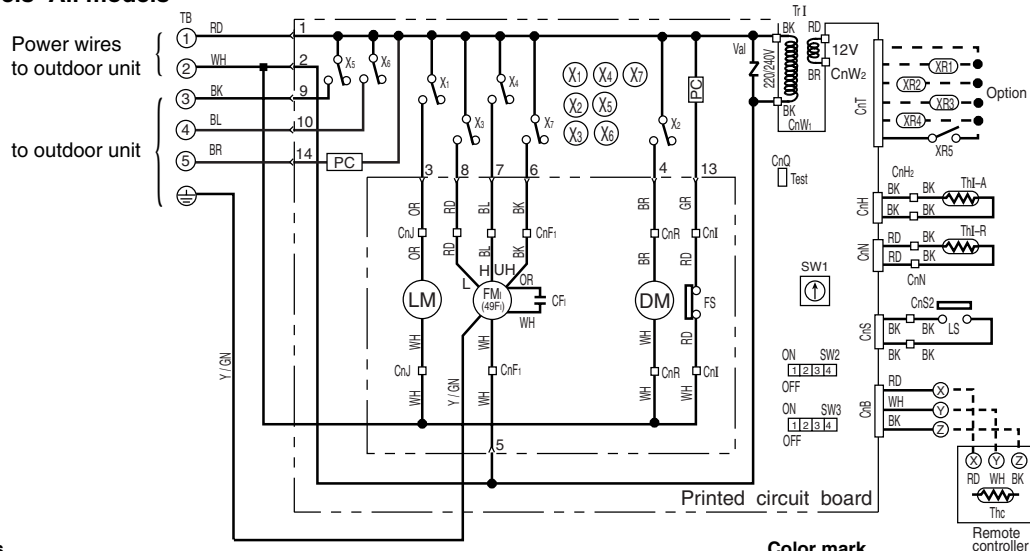 All models
TB
1
RD
2
WH
3
BK
4
BL
5
BR
Power wires
to outdoor unit
to outdoor unit
Y / GN
1
2
9
10
14
PC
X5
X6
X1
X3
X4
X7
X2
X1 X4 X7
X2 X5
X3 X6
PC
Val
Tr I
BK
RD
220/240V
12V
BR
CnW2
BK
CnW1
3
8
7
6
4
13
OR
RD
BL
BK
BR
GR
CnJ
CnF1
CnR
CnI
OR
RD
BL
BK
BR
RD
L
H
UH
OR
LM
FMI
(49FI)
CFI
WH
DM
FS
WH
Y / GN
WH
WH
RD
CnJ
CnF1
CnR
CnI
WH
WH
WH
WH
5
Printed circuit board
CnQ
Test
SW1
ON SW2
1 2 3 4
OFF
ON SW3
1 2 3 4
OFF
CnT
XR1
XR2
XR3
XR4
XR5
Option
CnH2
CnH
BK BK ThI-A
BK BK
CnN
RD BK ThI-R
RD BK
CnN
CnS2
CnS
BK BK LS
BK BK
CnB
RD X
WH Y
BK Z
X Y Z
RD WH BK
Thc
Remote
controller
Color mark